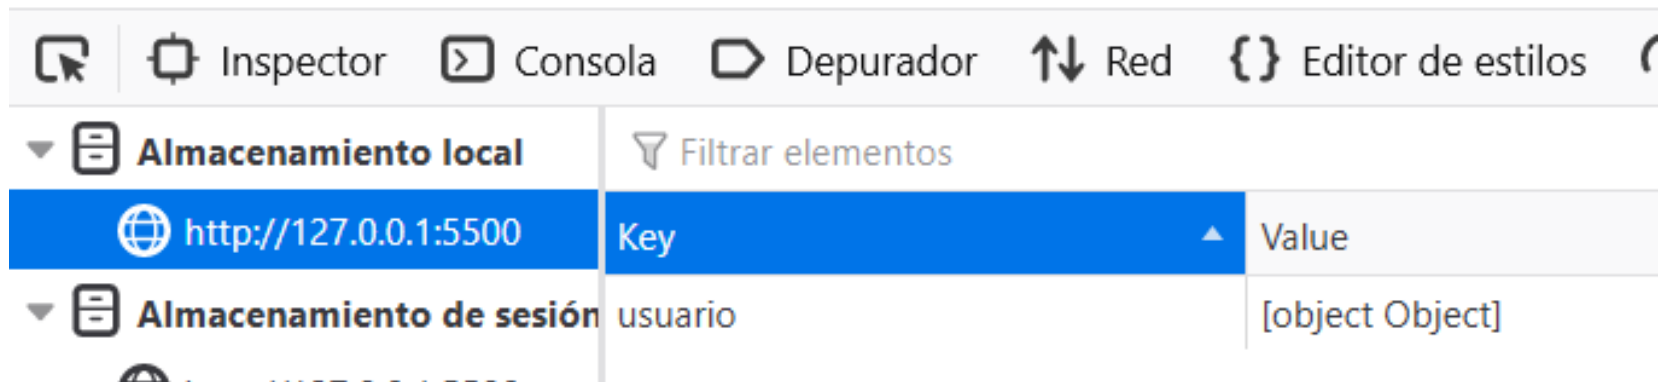 Inspector Consola Depurador Red Editor de estilos
Almacenamiento local
Filtrar elementos
http://127.0.0.1:5500
Key Value
Almacenamiento de sesión
usuario [object Object]